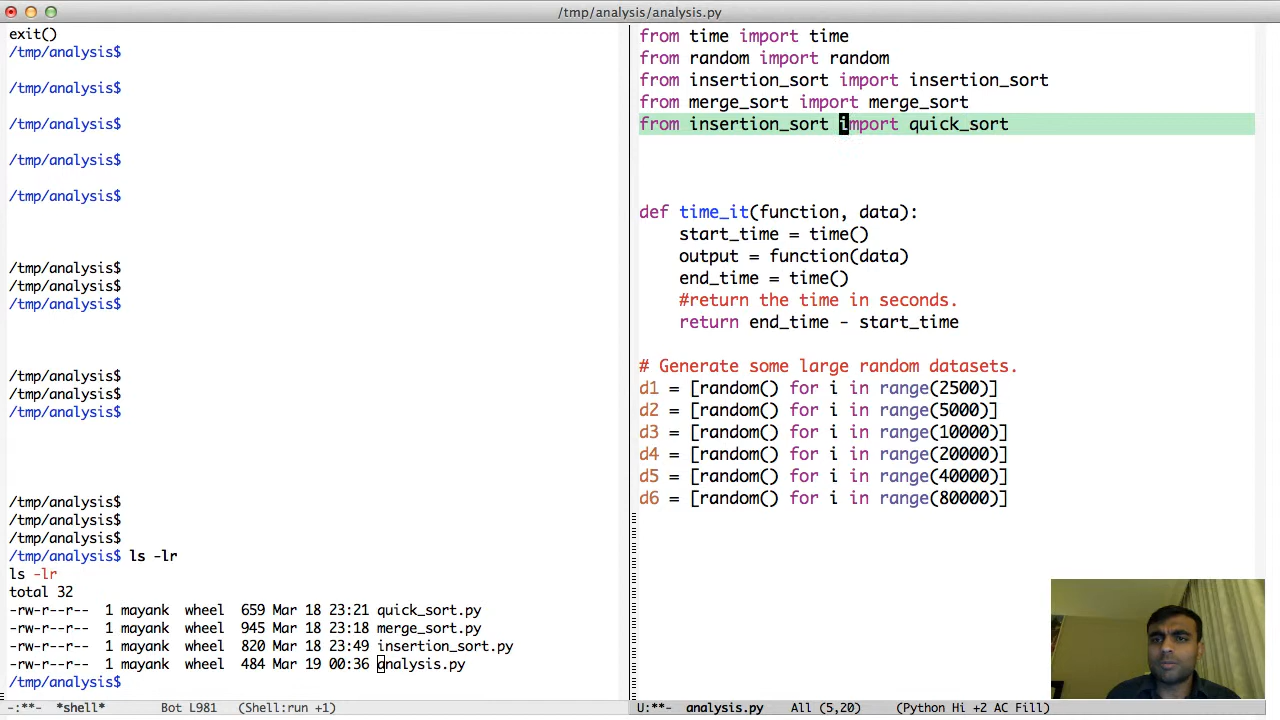 /tmp/analysis/analysis.py
exit()
/tmp/analysis$
/tmp/analysis$
/tmp/analysis$
/tmp/analysis$
/tmp/analysis$
/tmp/analysis$
/tmp/analysis$
/tmp/analysis$
/tmp/analysis$
/tmp/analysis$
/tmp/analysis$
/tmp/analysis$
/tmp/analysis$
/tmp/analysis$
/tmp/analysis$ ls -lr
ls -lr
total 32
-rw-r--r-- 1 mayank wheel 659 Mar 18 23:21 quick_sort.py
-rw-r--r-- 1 mayank wheel 945 Mar 18 23:18 merge_sort.py
-rw-r--r-- 1 mayank wheel 820 Mar 18 23:49 insertion_sort.py
-rw-r--r-- 1 mayank wheel 484 Mar 19 00:36 analysis.py
/tmp/analysis$
-:**- *shell* Bot L981 (Shell:run +1)
from time import time
from random import random
from insertion_sort import insertion_sort
from merge_sort import merge_sort
from insertion_sort import quick_sort
def time_it(function, data):
start_time = time()
output = function(data)
end_time = time()
#return the time in seconds.
return end_time - start_time
# Generate some large random datasets.
d1 = [random() for i in range(2500)]
d2 = [random() for i in range(5000)]
d3 = [random() for i in range(10000)]
d4 = [random() for i in range(20000)]
d5 = [random() for i in range(40000)]
d6 = [random() for i in range(80000)]
U:**- analysis.py All (5,20) (Python Hi +2 AC Fill)